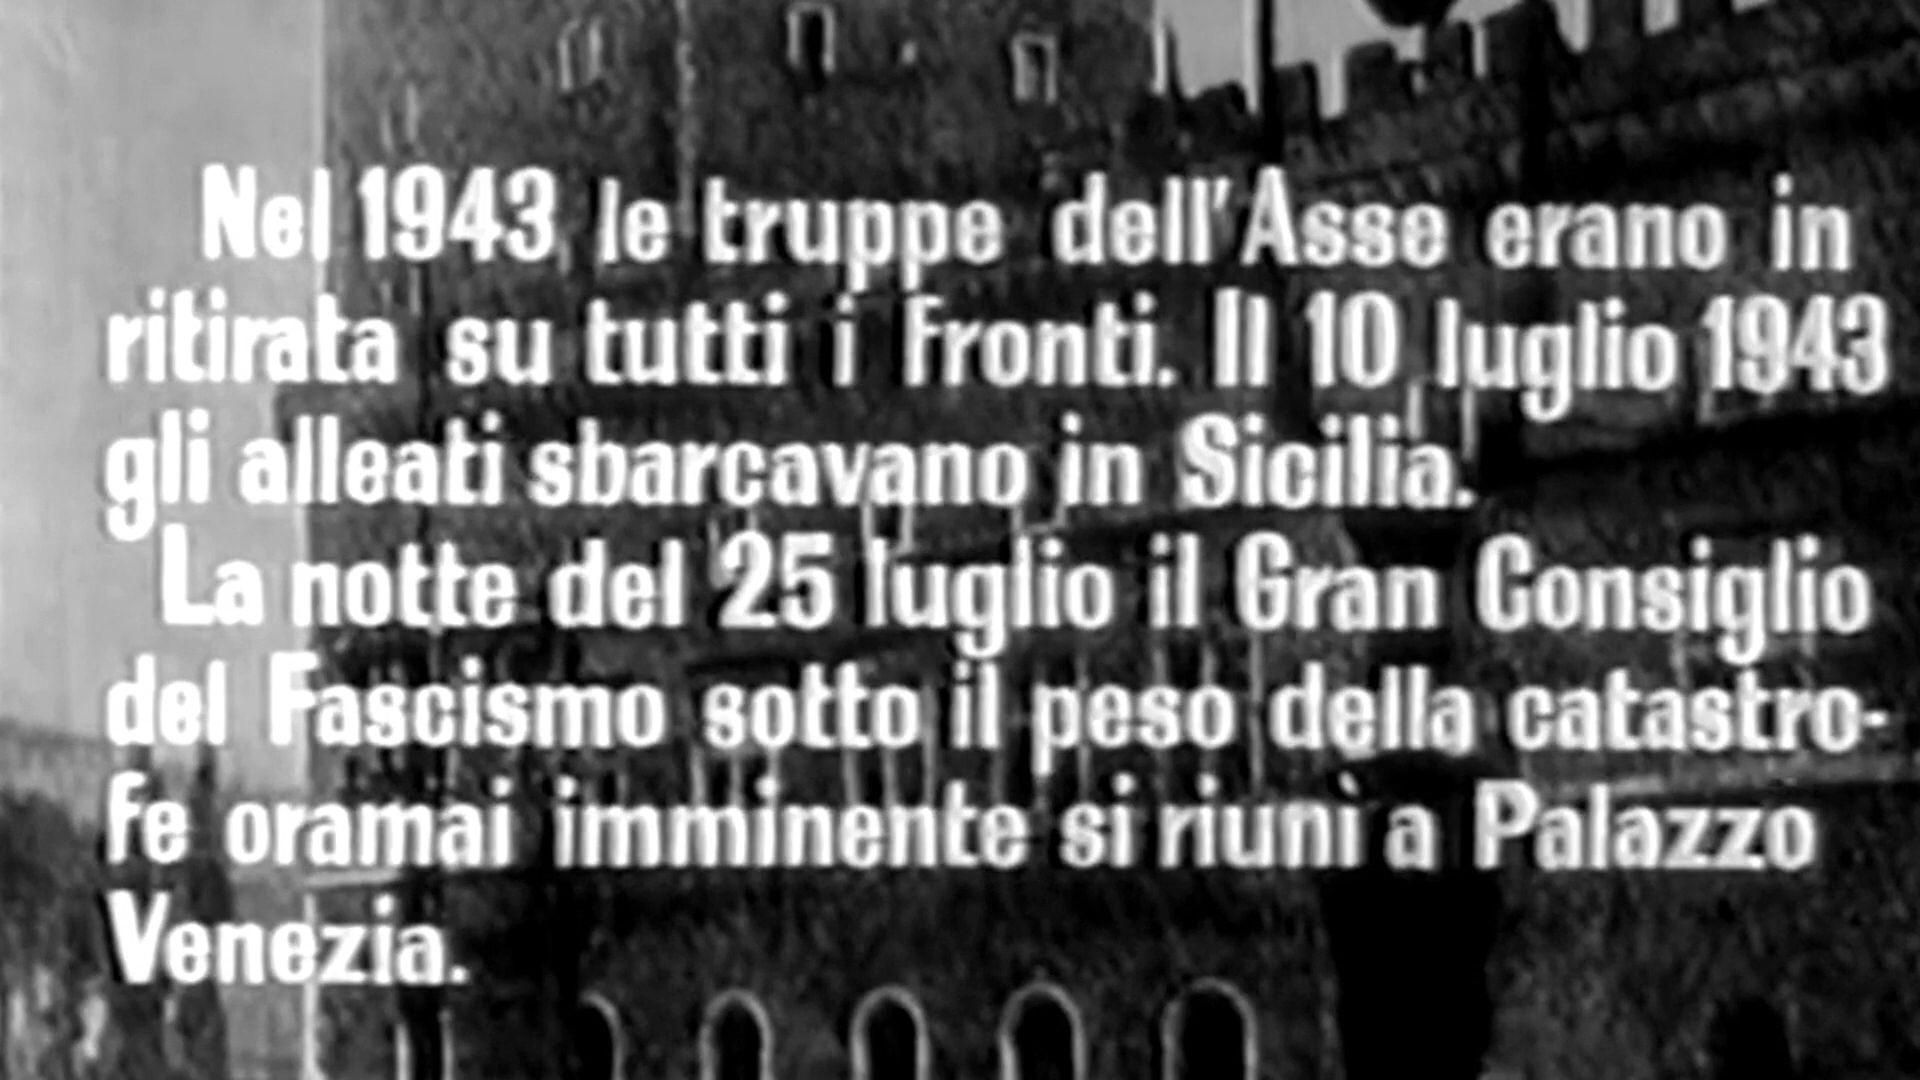 Nel 1943 le truppe dell'Asse erano in
ritirata su tutti i fronti. Il 10 luglio 1943
gli alleati sbarcavano in Sicilia.
La notte del 25 luglio il Gran Consiglio
del Fascismo sotto il peso della catastro-
fe oramai imminente si riunì a Palazzo
Venezia.